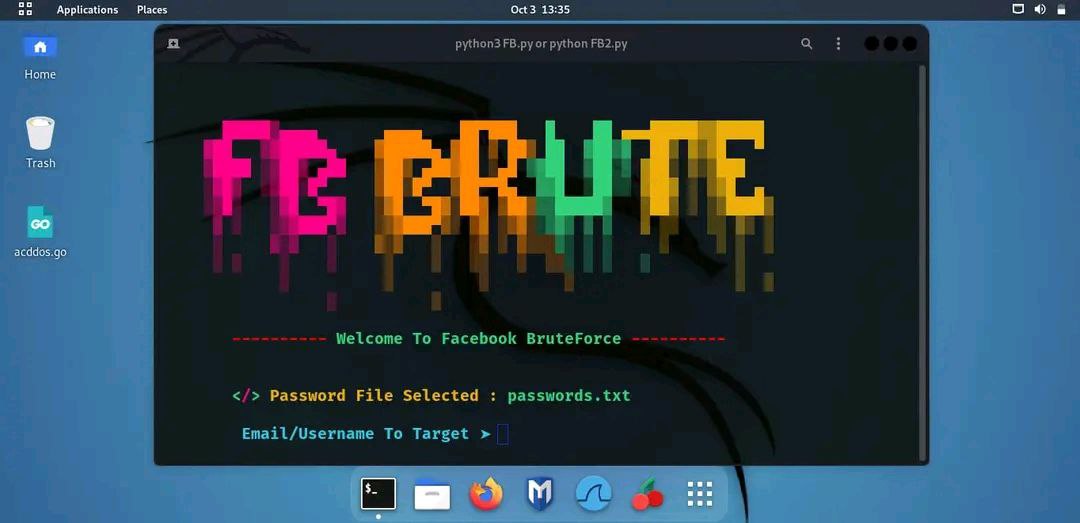 Applications Places Oct 3 13:35
python3 FB.py or python FB2.py
Home
Trash
GO
acddos.go
FB BRUTE
---------- Welcome To Facebook BruteForce ----------
</> Password File Selected : passwords.txt
Email/Username To Target ➤
$_